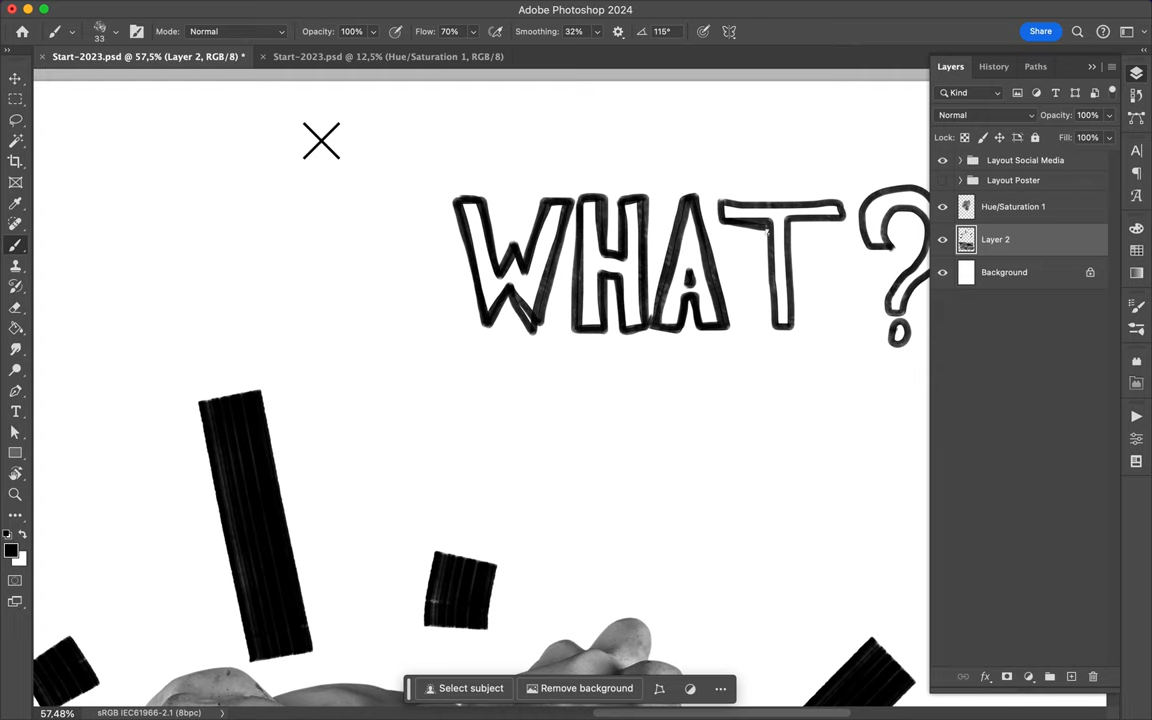 Adobe Photoshop 2024
33
Mode: Normal
Opacity: 100%
Flow: 70%
Smoothing: 32%
115°
Share
Start-2023.psd @ 57,5% (Layer 2, RGB/8) *
Start-2023.psd @ 12,5% (Hue/Saturation 1, RGB/8)
Layers
History
Paths
Kind
Normal
Opacity: 100%
Lock:
Fill: 100%
Layout Social Media
Layout Poster
Hue/Saturation 1
Layer 2
Background
WHAT?
Select subject
Remove background
57,48%
sRGB IEC61966-2.1 (8bpc)